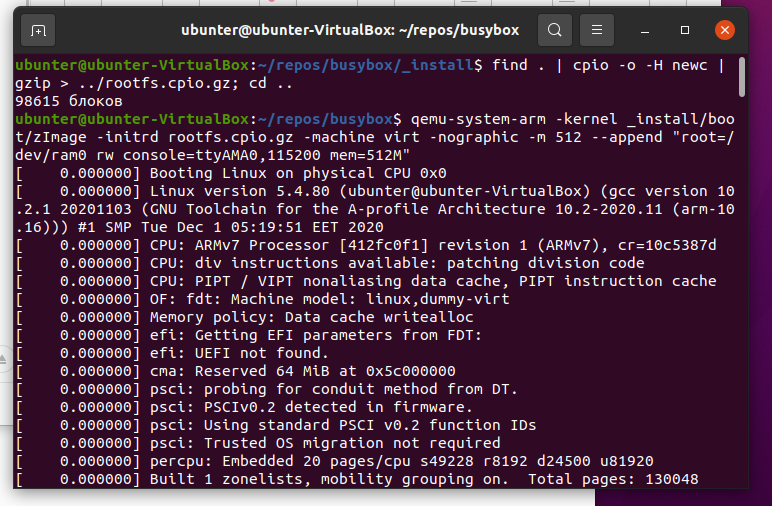 ubunter@ubunter-VirtualBox: ~/repos/busybox
ubunter@ubunter-VirtualBox:~/repos/busybox/_install$ find . | cpio -o -H newc |
gzip > ../rootfs.cpio.gz; cd ..
98615 блоков
ubunter@ubunter-VirtualBox:~/repos/busybox$ qemu-system-arm -kernel _install/boo
t/zImage -initrd rootfs.cpio.gz -machine virt -nographic -m 512 --append "root=/
dev/ram0 rw console=ttyAMA0,115200 mem=512M"
[    0.000000] Booting Linux on physical CPU 0x0
[    0.000000] Linux version 5.4.80 (ubunter@ubunter-VirtualBox) (gcc version 10
.2.1 20201103 (GNU Toolchain for the A-profile Architecture 10.2-2020.11 (arm-10
.16))) #1 SMP Tue Dec 1 05:19:51 EET 2020
[    0.000000] CPU: ARMv7 Processor [412fc0f1] revision 1 (ARMv7), cr=10c5387d
[    0.000000] CPU: div instructions available: patching division code
[    0.000000] CPU: PIPT / VIPT nonaliasing data cache, PIPT instruction cache
[    0.000000] OF: fdt: Machine model: linux,dummy-virt
[    0.000000] Memory policy: Data cache writealloc
[    0.000000] efi: Getting EFI parameters from FDT:
[    0.000000] efi: UEFI not found.
[    0.000000] cma: Reserved 64 MiB at 0x5c000000
[    0.000000] psci: probing for conduit method from DT.
[    0.000000] psci: PSCIv0.2 detected in firmware.
[    0.000000] psci: Using standard PSCI v0.2 function IDs
[    0.000000] psci: Trusted OS migration not required
[    0.000000] percpu: Embedded 20 pages/cpu s49228 r8192 d24500 u81920
[    0.000000] Built 1 zonelists, mobility grouping on.  Total pages: 130048